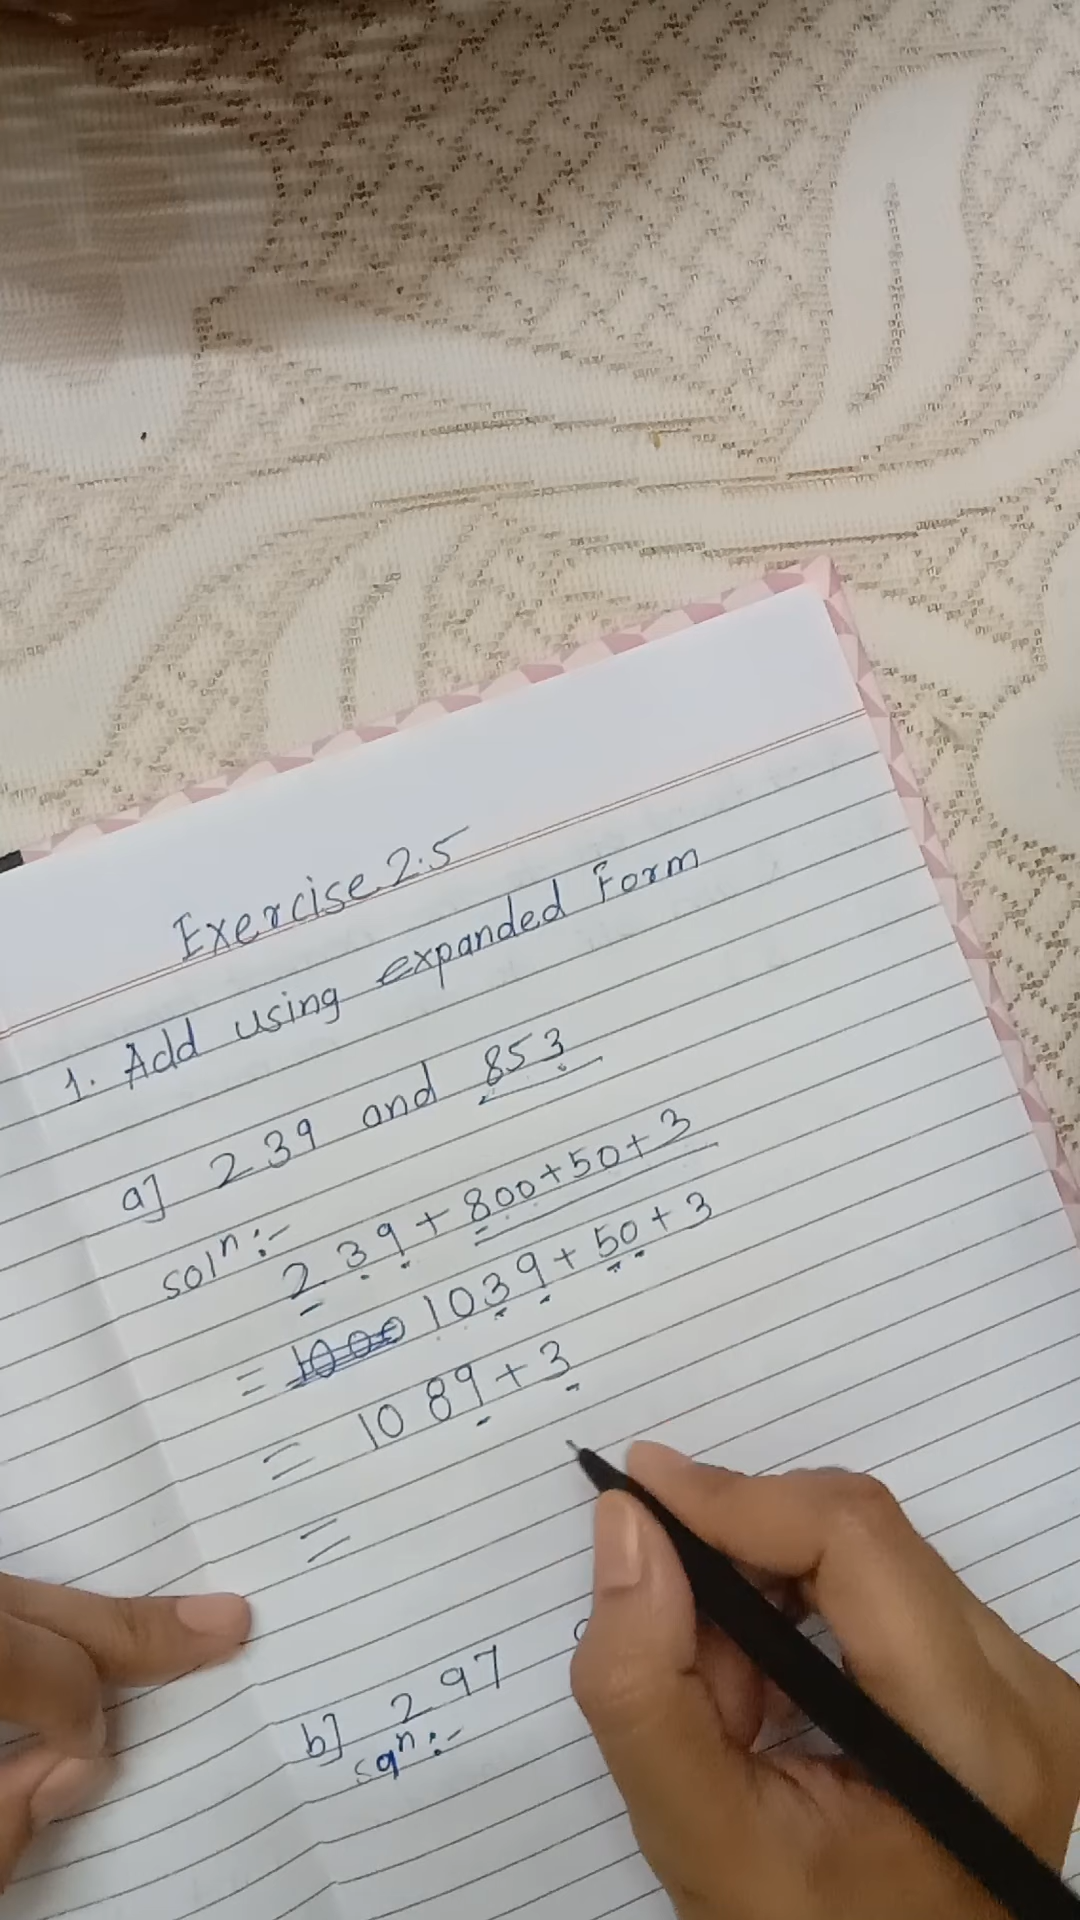 Exercise 2.5
1. Add using expanded Form
a] 239 and 853
soln :-
239 + 800+50+3
= 1039 + 50 + 3
= 1089 + 3
=
b] 297
soln :-